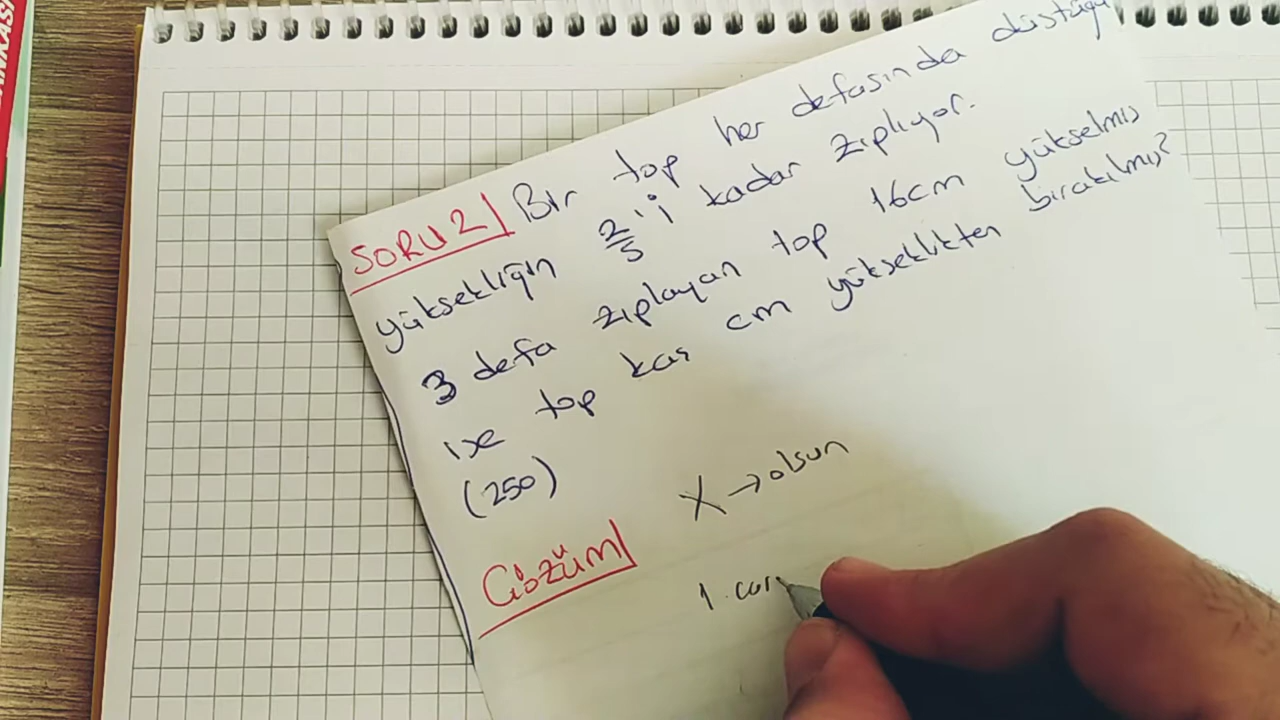 SORU 2/ Bir top her defasında düştüğü
yüksekliğin 2/5'i kadar zıplıyor.
3 defa zıplayan top 16cm yükselmiş
ise top kaç cm yükseklikten bırakılmış?
(250)
X → olsun
Çözüm/
1. çar